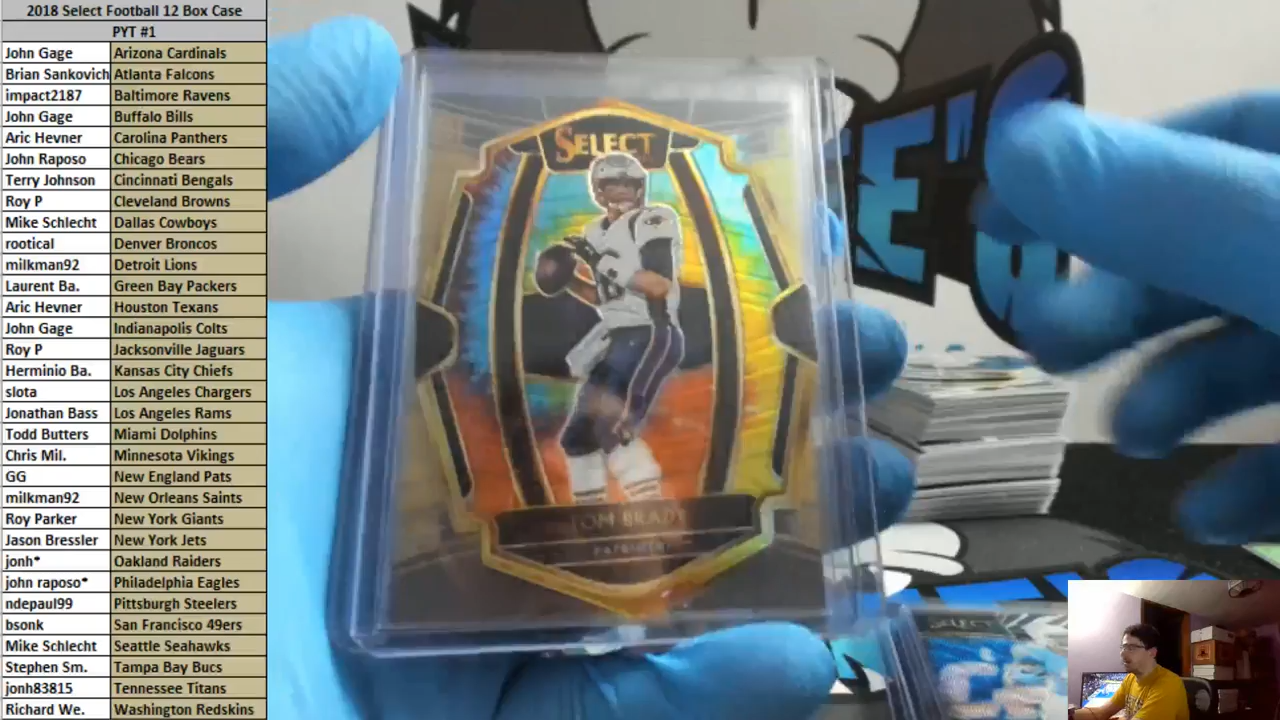 2018 Select Football 12 Box Case
PYT #1
John Gage Arizona Cardinals
Brian Sankovich Atlanta Falcons
impact2187 Baltimore Ravens
John Gage Buffalo Bills
Aric Hevner Carolina Panthers
John Raposo Chicago Bears
Terry Johnson Cincinnati Bengals
Roy P Cleveland Browns
Mike Schlecht Dallas Cowboys
rootical Denver Broncos
milkman92 Detroit Lions
Laurent Ba. Green Bay Packers
Aric Hevner Houston Texans
John Gage Indianapolis Colts
Roy P Jacksonville Jaguars
Herminio Ba. Kansas City Chiefs
slota Los Angeles Chargers
Jonathan Bass Los Angeles Rams
Todd Butters Miami Dolphins
Chris Mil. Minnesota Vikings
GG New England Pats
milkman92 New Orleans Saints
Roy Parker New York Giants
Jason Bressler New York Jets
jonh* Oakland Raiders
john raposo* Philadelphia Eagles
ndepaul99 Pittsburgh Steelers
bsonk San Francisco 49ers
Mike Schlecht Seattle Seahawks
Stephen Sm. Tampa Bay Bucs
jonh83815 Tennessee Titans
Richard We. Washington Redskins
SELECT
TOM BRADY
PATRIOTS
SELECT